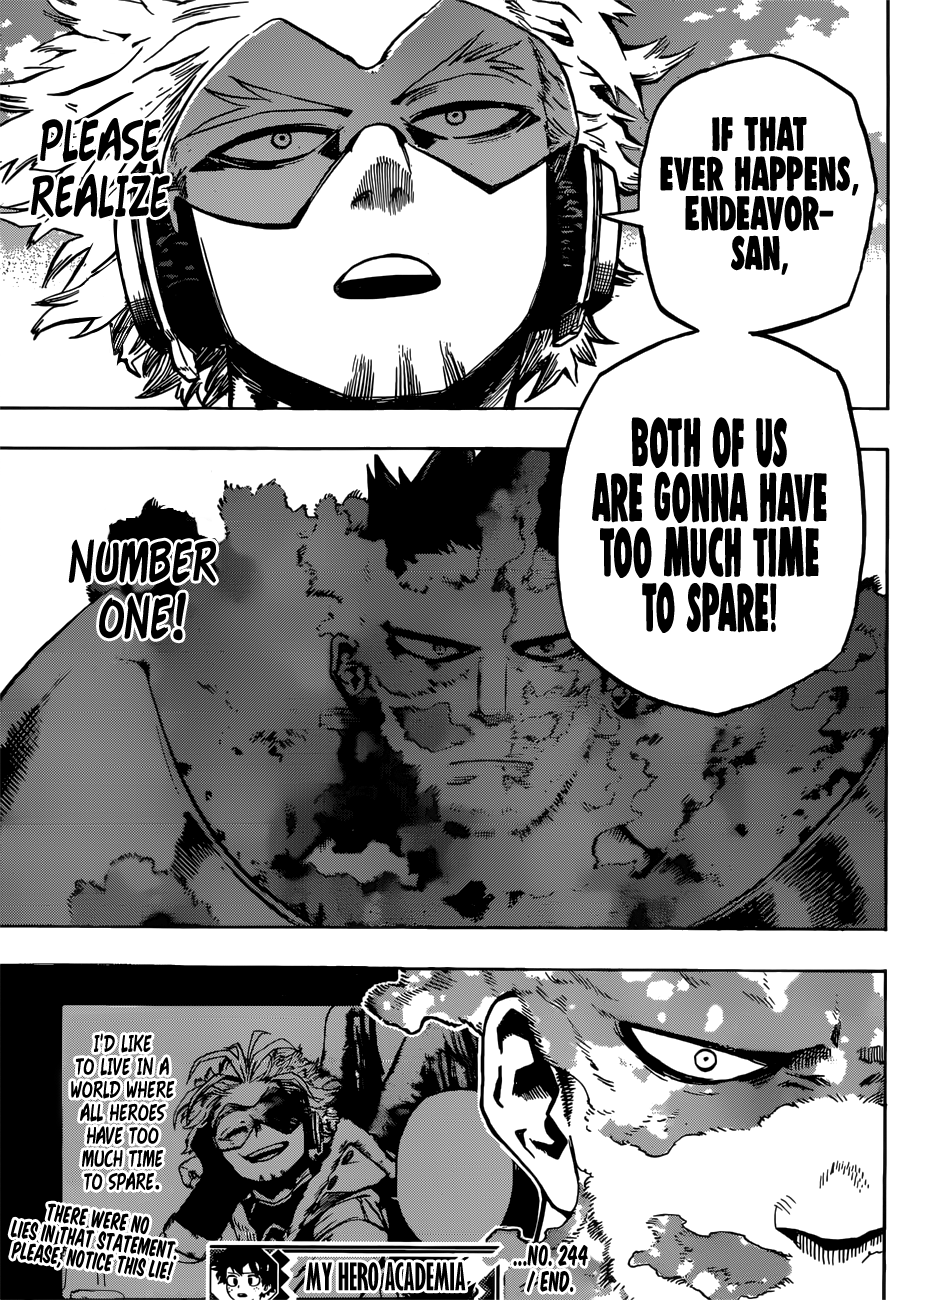 IF THAT
EVER HAPPENS,
ENDEAVOR-
SAN,
PLEASE
REALIZE
BOTH OF US
ARE GONNA HAVE
TOO MUCH TIME
TO SPARE!
NUMBER
ONE!
I'D LIKE
TO LIVE IN A
WORLD WHERE
ALL HEROES
HAVE TOO
MUCH TIME
TO SPARE.
THERE WERE NO
LIES IN THAT STATEMENT.
PLEASE, NOTICE THIS LIE!
MY HERO ACADEMIA
...NO. 244
/ END.